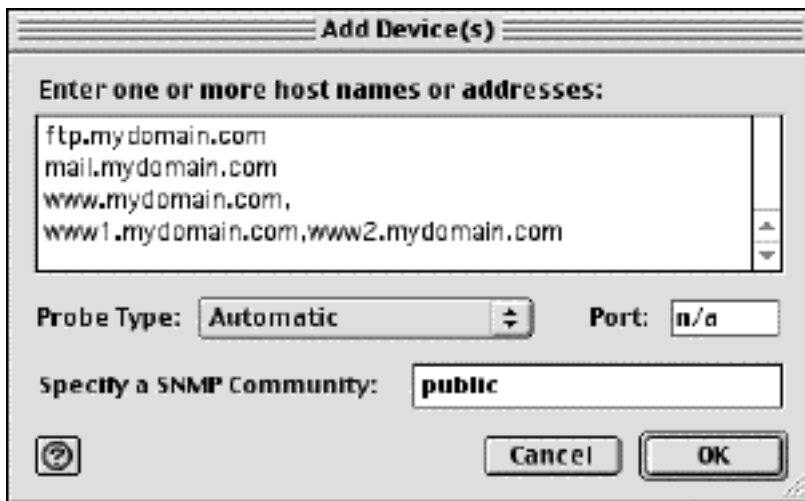 Add Device(s)
Enter one or more host names or addresses:
ftp.mydomain.com
mail.mydomain.com
www.mydomain.com,
www1.mydomain.com,www2.mydomain.com
Probe Type: Automatic Port: n/a
Specify a SNMP Community: public
? Cancel OK